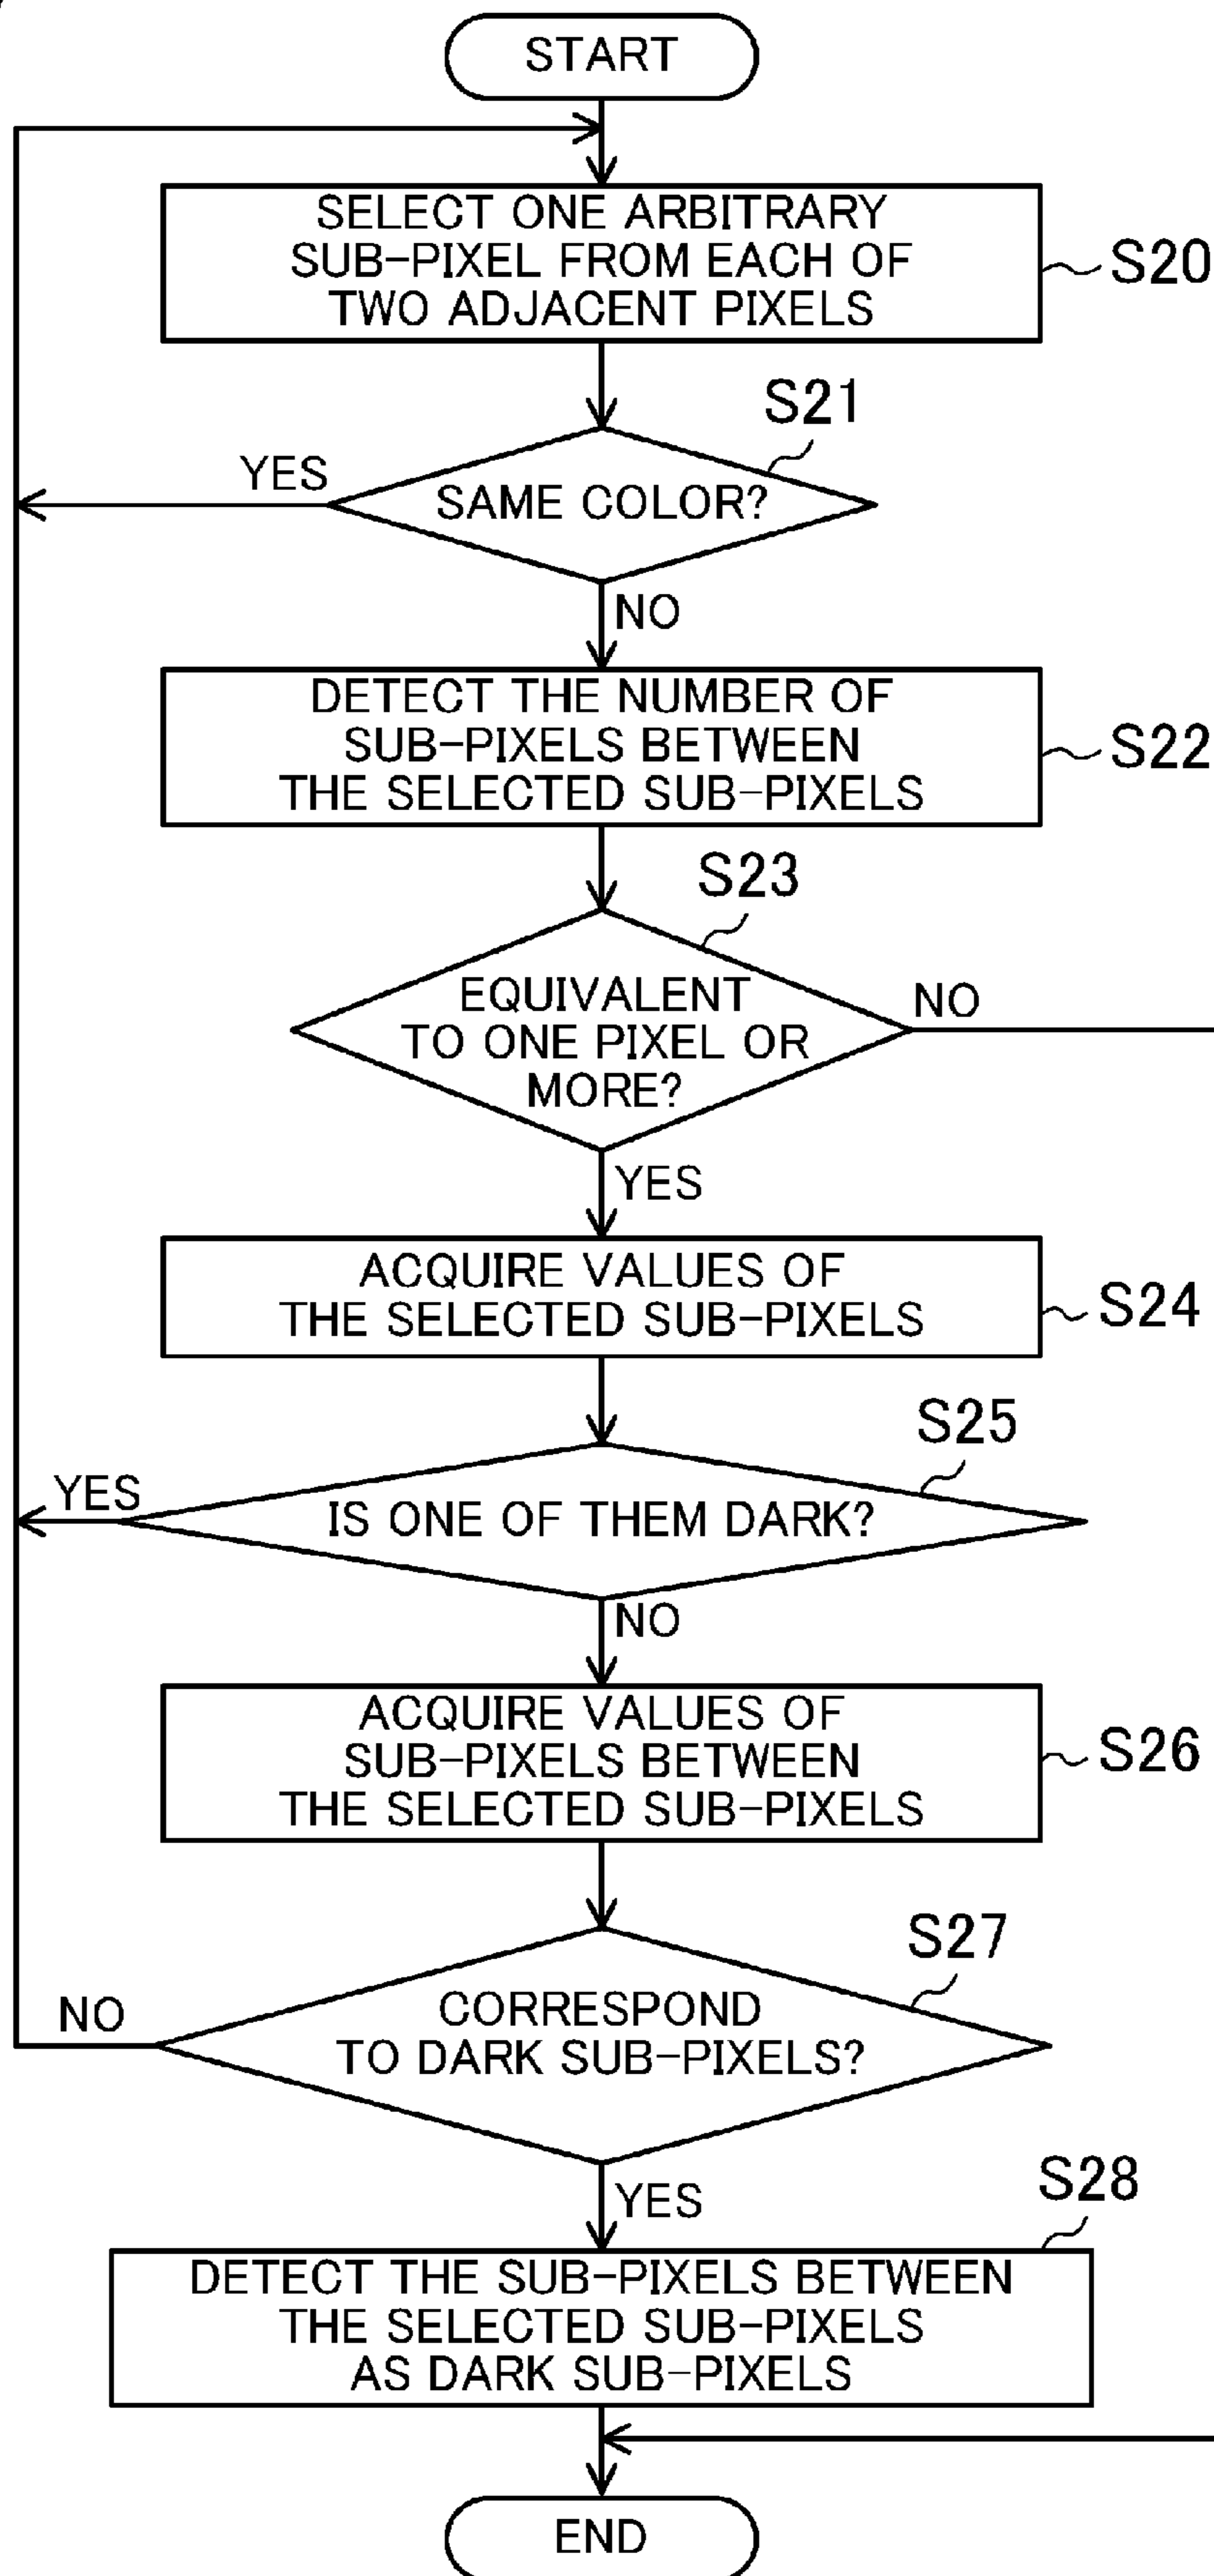 START
SELECT ONE ARBITRARY
SUB-PIXEL FROM EACH OF
TWO ADJACENT PIXELS
S20
S21
YES
SAME COLOR?
NO
DETECT THE NUMBER OF
SUB-PIXELS BETWEEN
THE SELECTED SUB-PIXELS
S22
S23
EQUIVALENT
TO ONE PIXEL OR
MORE?
NO
YES
ACQUIRE VALUES OF
THE SELECTED SUB-PIXELS
S24
S25
YES
IS ONE OF THEM DARK?
NO
ACQUIRE VALUES OF
SUB-PIXELS BETWEEN
THE SELECTED SUB-PIXELS
S26
S27
NO
CORRESPOND
TO DARK SUB-PIXELS?
YES
S28
DETECT THE SUB-PIXELS BETWEEN
THE SELECTED SUB-PIXELS
AS DARK SUB-PIXELS
END